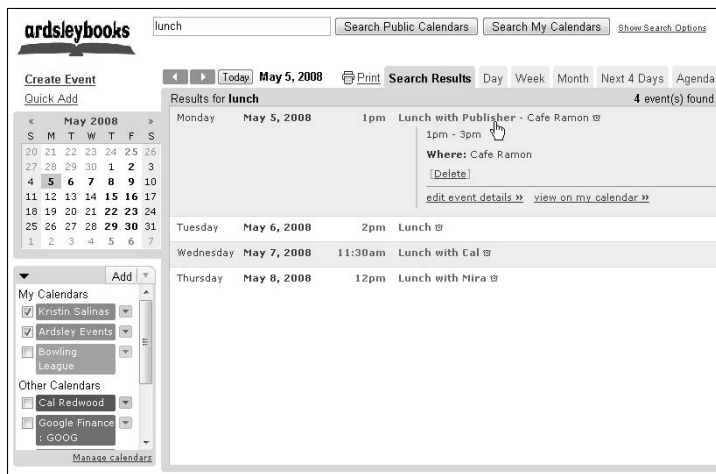 ardsleybooks
lunch
Search Public Calendars
Search My Calendars
Show Search Options
Create Event
Quick Add
Today May 5, 2008
Print
Search Results
Day
Week
Month
Next 4 Days
Agenda
Results for lunch
4 event(s) found
« May 2008 »
S M T W T F S
20 21 22 23 24 25 26
27 28 29 30 1 2 3
4 5 6 7 8 9 10
11 12 13 14 15 16 17
18 19 20 21 22 23 24
25 26 27 28 29 30 31
1 2 3 4 5 6 7
Monday May 5, 2008 1pm Lunch with Publisher - Cafe Ramon
1pm - 3pm
Where: Cafe Ramon
[Delete]
edit event details » view on my calendar »
Tuesday May 6, 2008 2pm Lunch
Wednesday May 7, 2008 11:30am Lunch with Cal
Thursday May 8, 2008 12pm Lunch with Mira
Add
My Calendars
Kristin Salinas
Ardsley Events
Bowling
League
Other Calendars
Cal Redwood
Google Finance
: GOOG
Manage calendars